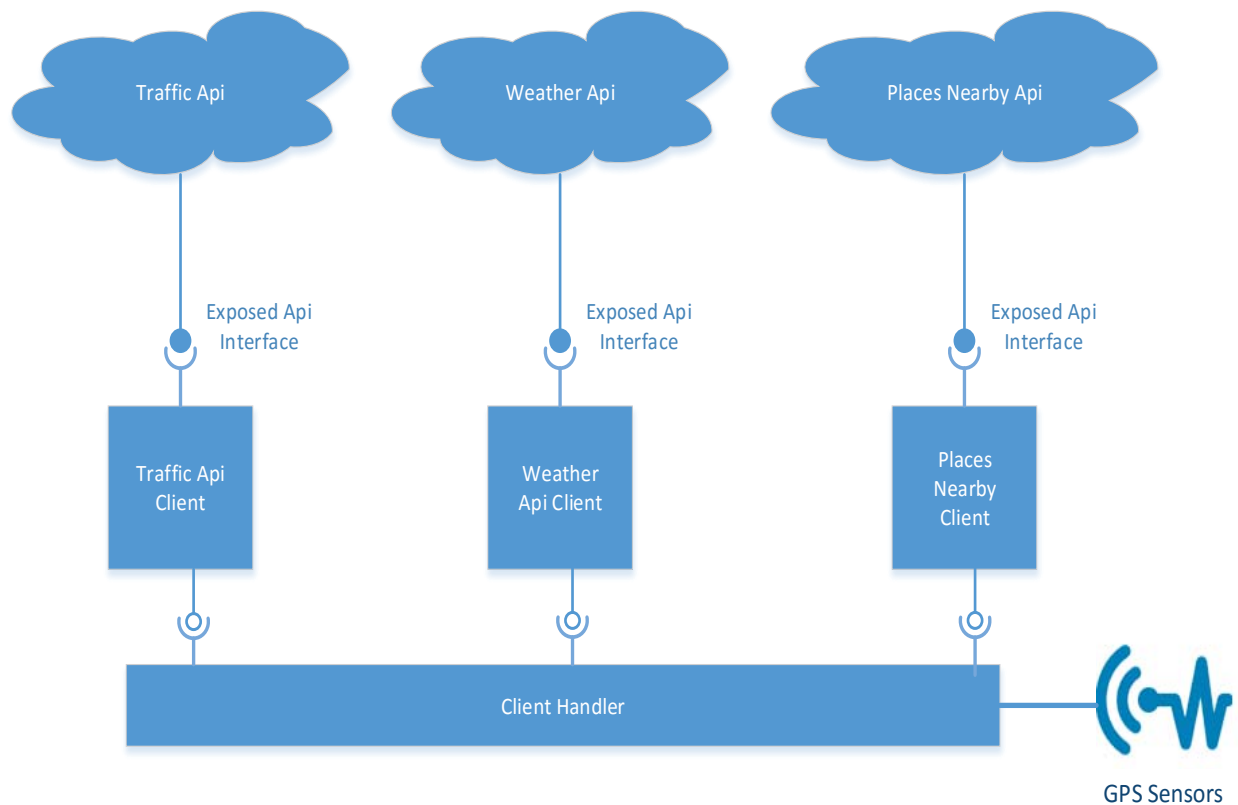 Traffic Api
Weather Api
Places Nearby Api
Exposed Api
Interface
Exposed Api
Interface
Exposed Api
Interface
Traffic Api
Client
Weather
Api Client
Places
Nearby
Client
Client Handler
GPS Sensors